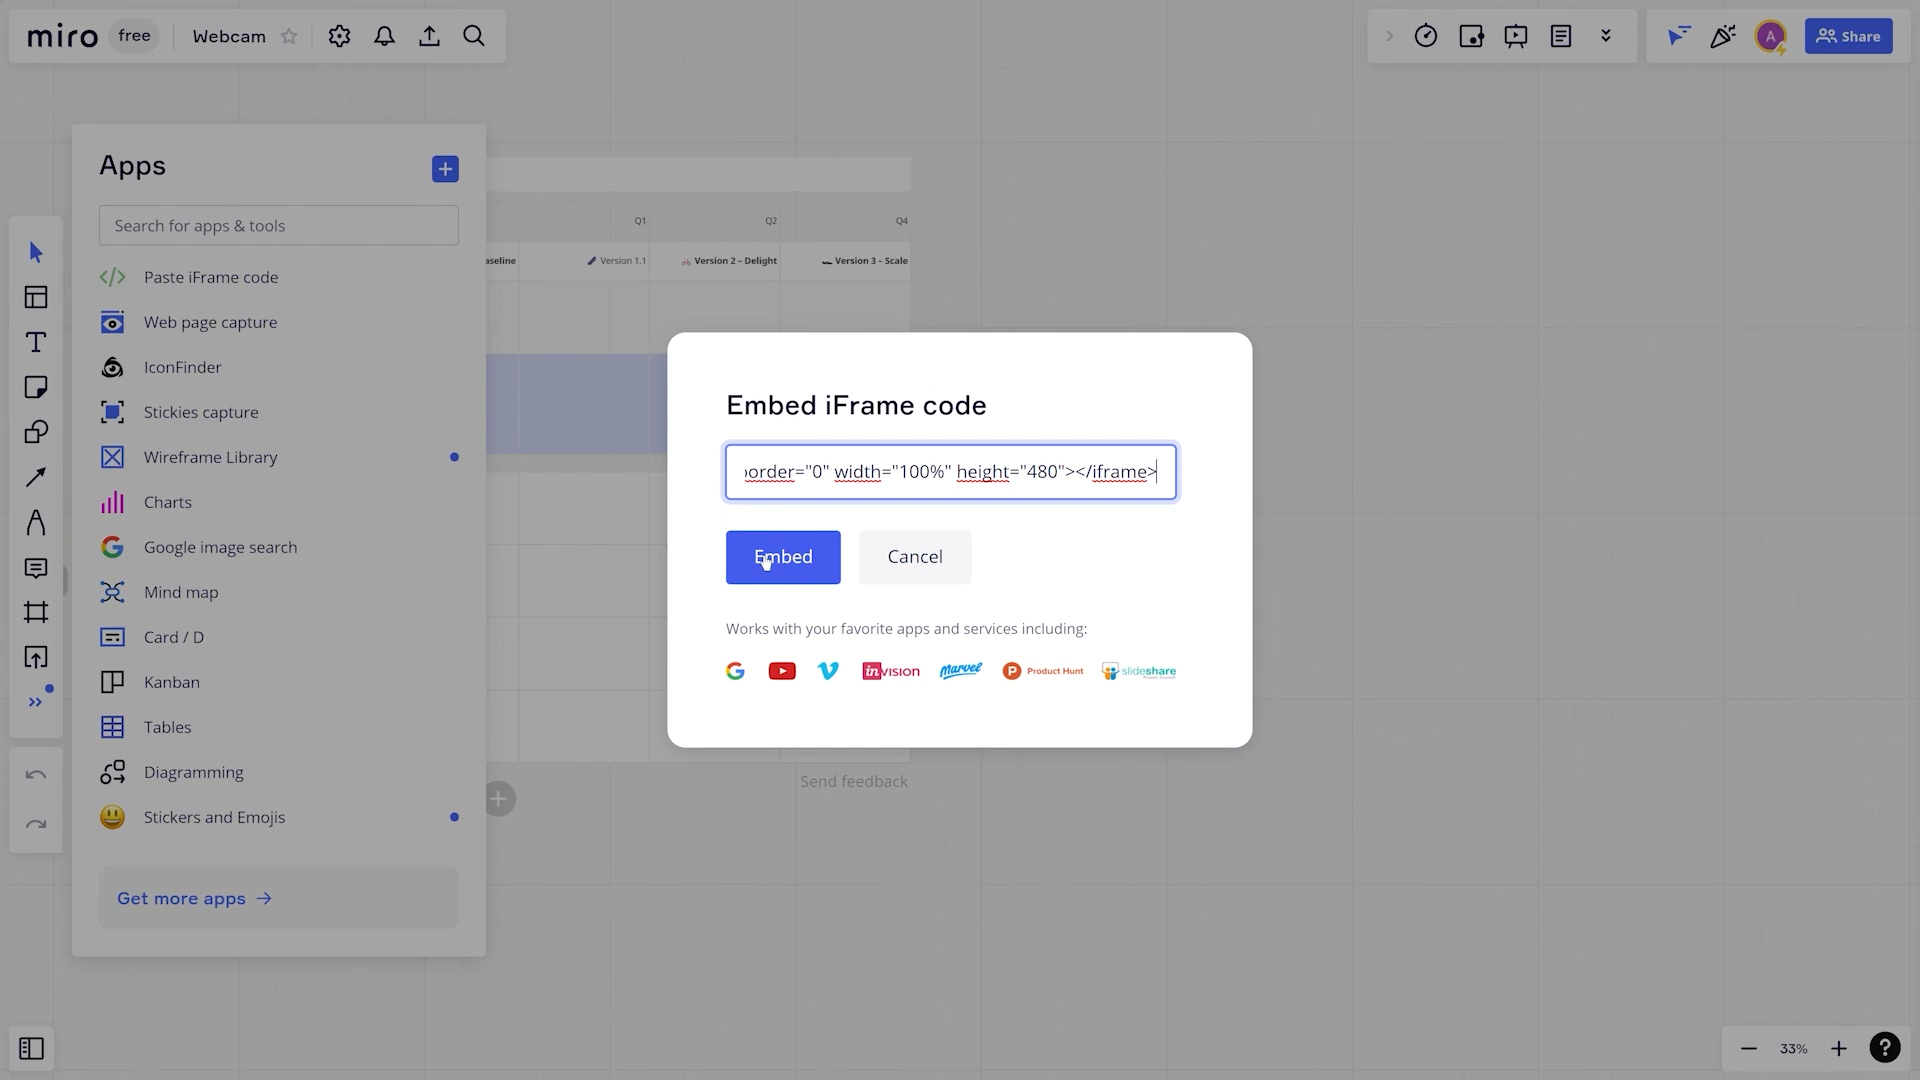 miro free Webcam
A Share
Apps
Search for apps & tools
Paste iFrame code
Web page capture
IconFinder
Stickies capture
Wireframe Library
Charts
Google image search
Mind map
Card / D
Kanban
Tables
Diagramming
Stickers and Emojis
Get more apps
Q1 Q2 Q4
aseline Version 1.1 Version 2 – Delight Version 3 – Scale
Embed iFrame code
order="0" width="100%" height="480"></iframe>
Embed Cancel
Works with your favorite apps and services including:
invision Marvel Product Hunt slideshare
Send feedback
33%